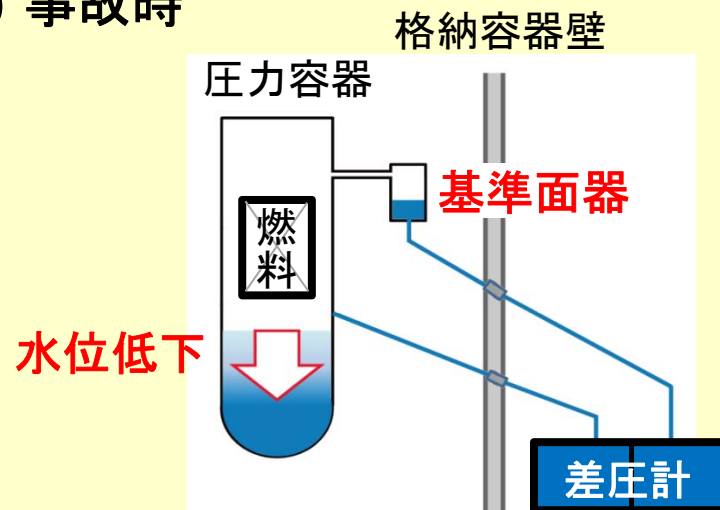 ) 事故時
格納容器壁
圧力容器
基準面器
燃料
水位低下
差圧計